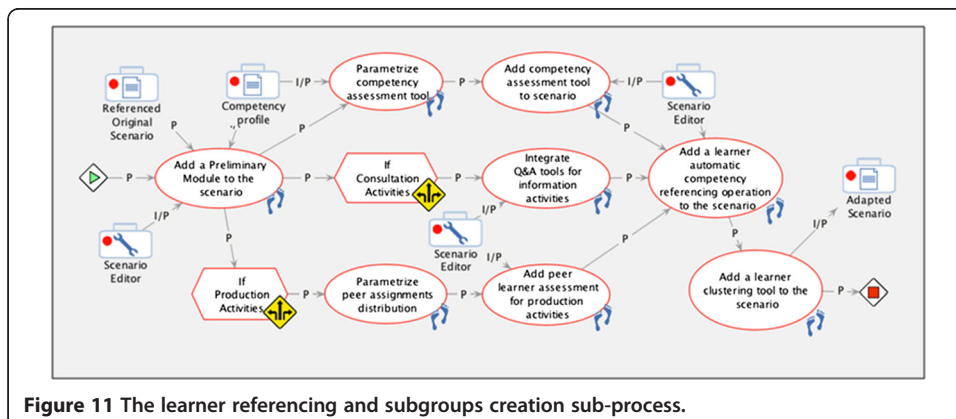 Referenced
Original
Scenario
Competency
profile
I/P
Parametrize
competency
assessment tool
P
Add competency
assessment tool
to scenario
I/P
Scenario
Editor
P
P
P
P
Add a Preliminary
Module to the
scenario
P
If
Consultation
Activities
P
Integrate
Q&A tools for
information
activities
P
Add a learner
automatic
competency
referencing operation
to the scenario
Adapted
Scenario
I/P
Scenario
Editor
P
I/P
Scenario
Editor
I/P
P
P
I/P
If
Production
Activities
P
Parametrize
peer assignments
distribution
P
Add peer
learner assessment
for production
activities
Add a learner
clustering tool to the
scenario
P
Figure 11 The learner referencing and subgroups creation sub-process.